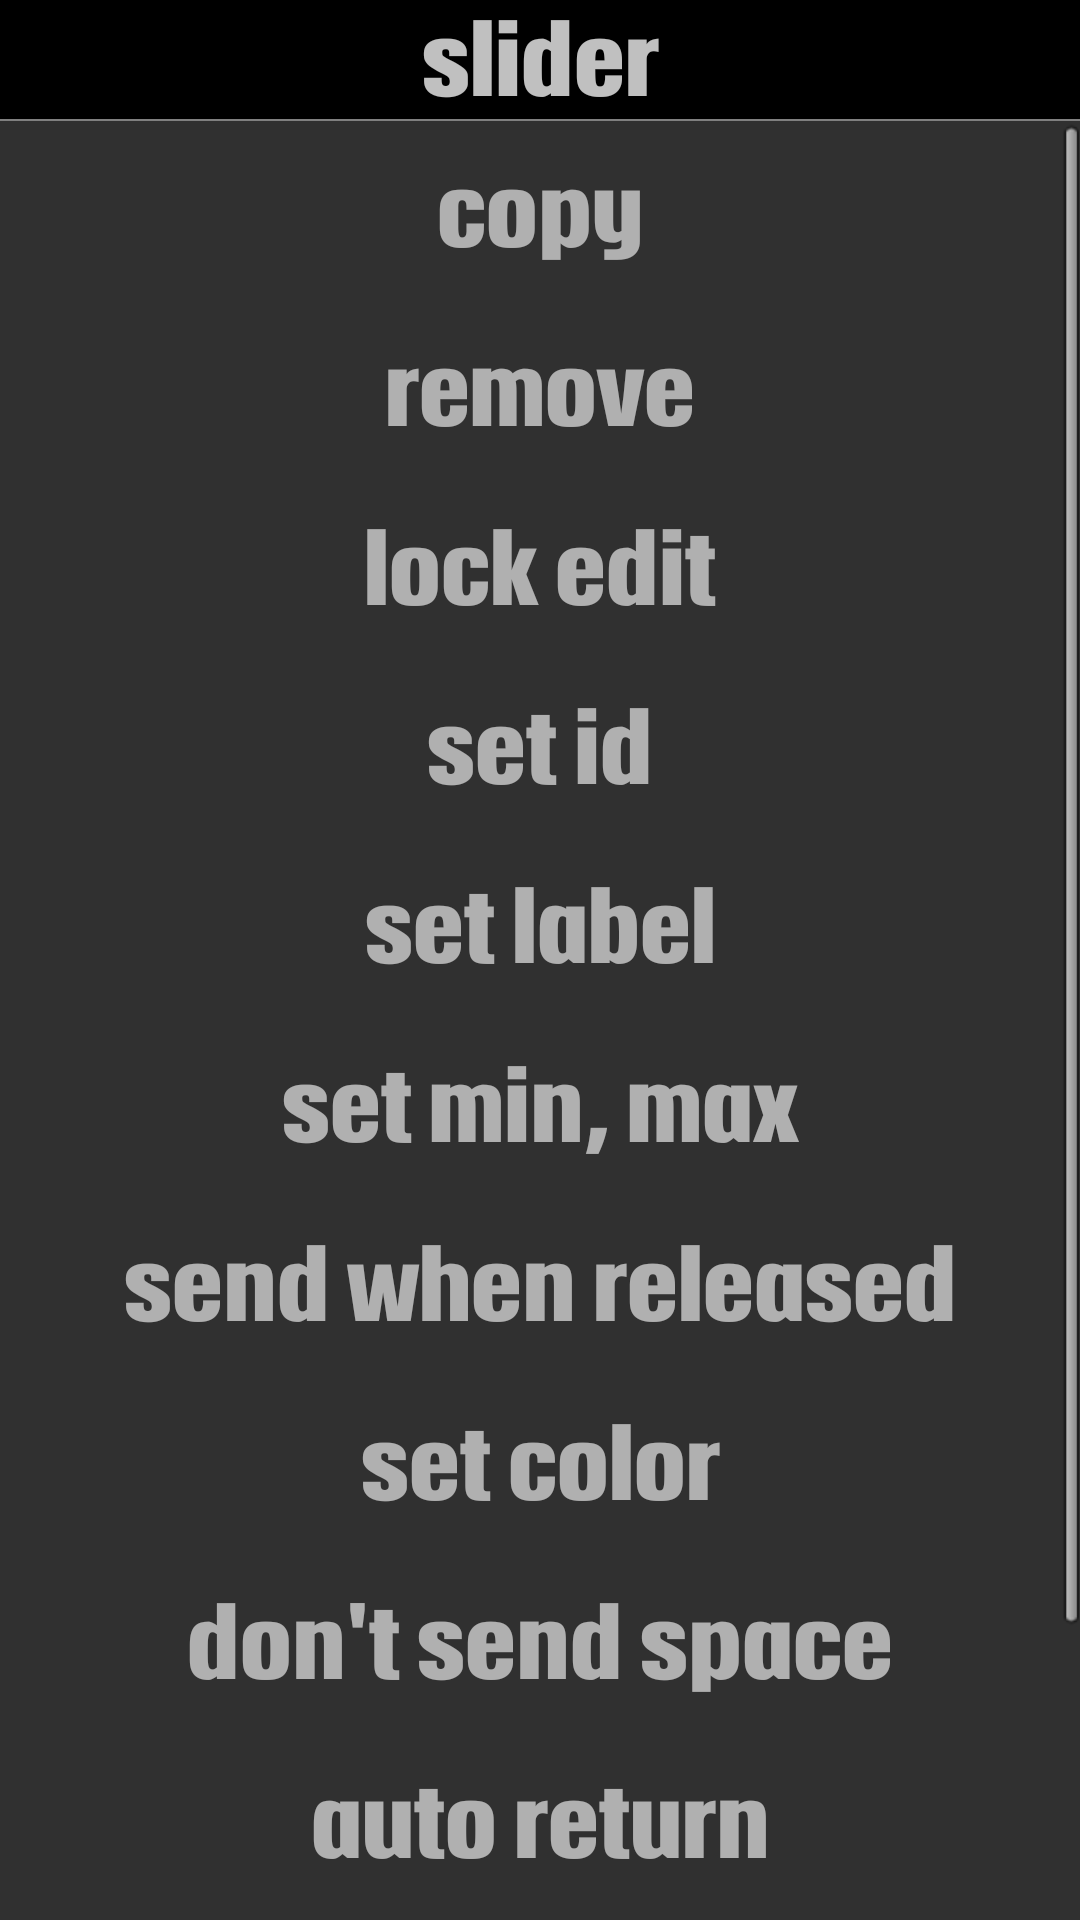 slider
copy
remove
lock edit
set id
set label
set min, max
send when released
set color
don't send space
auto return